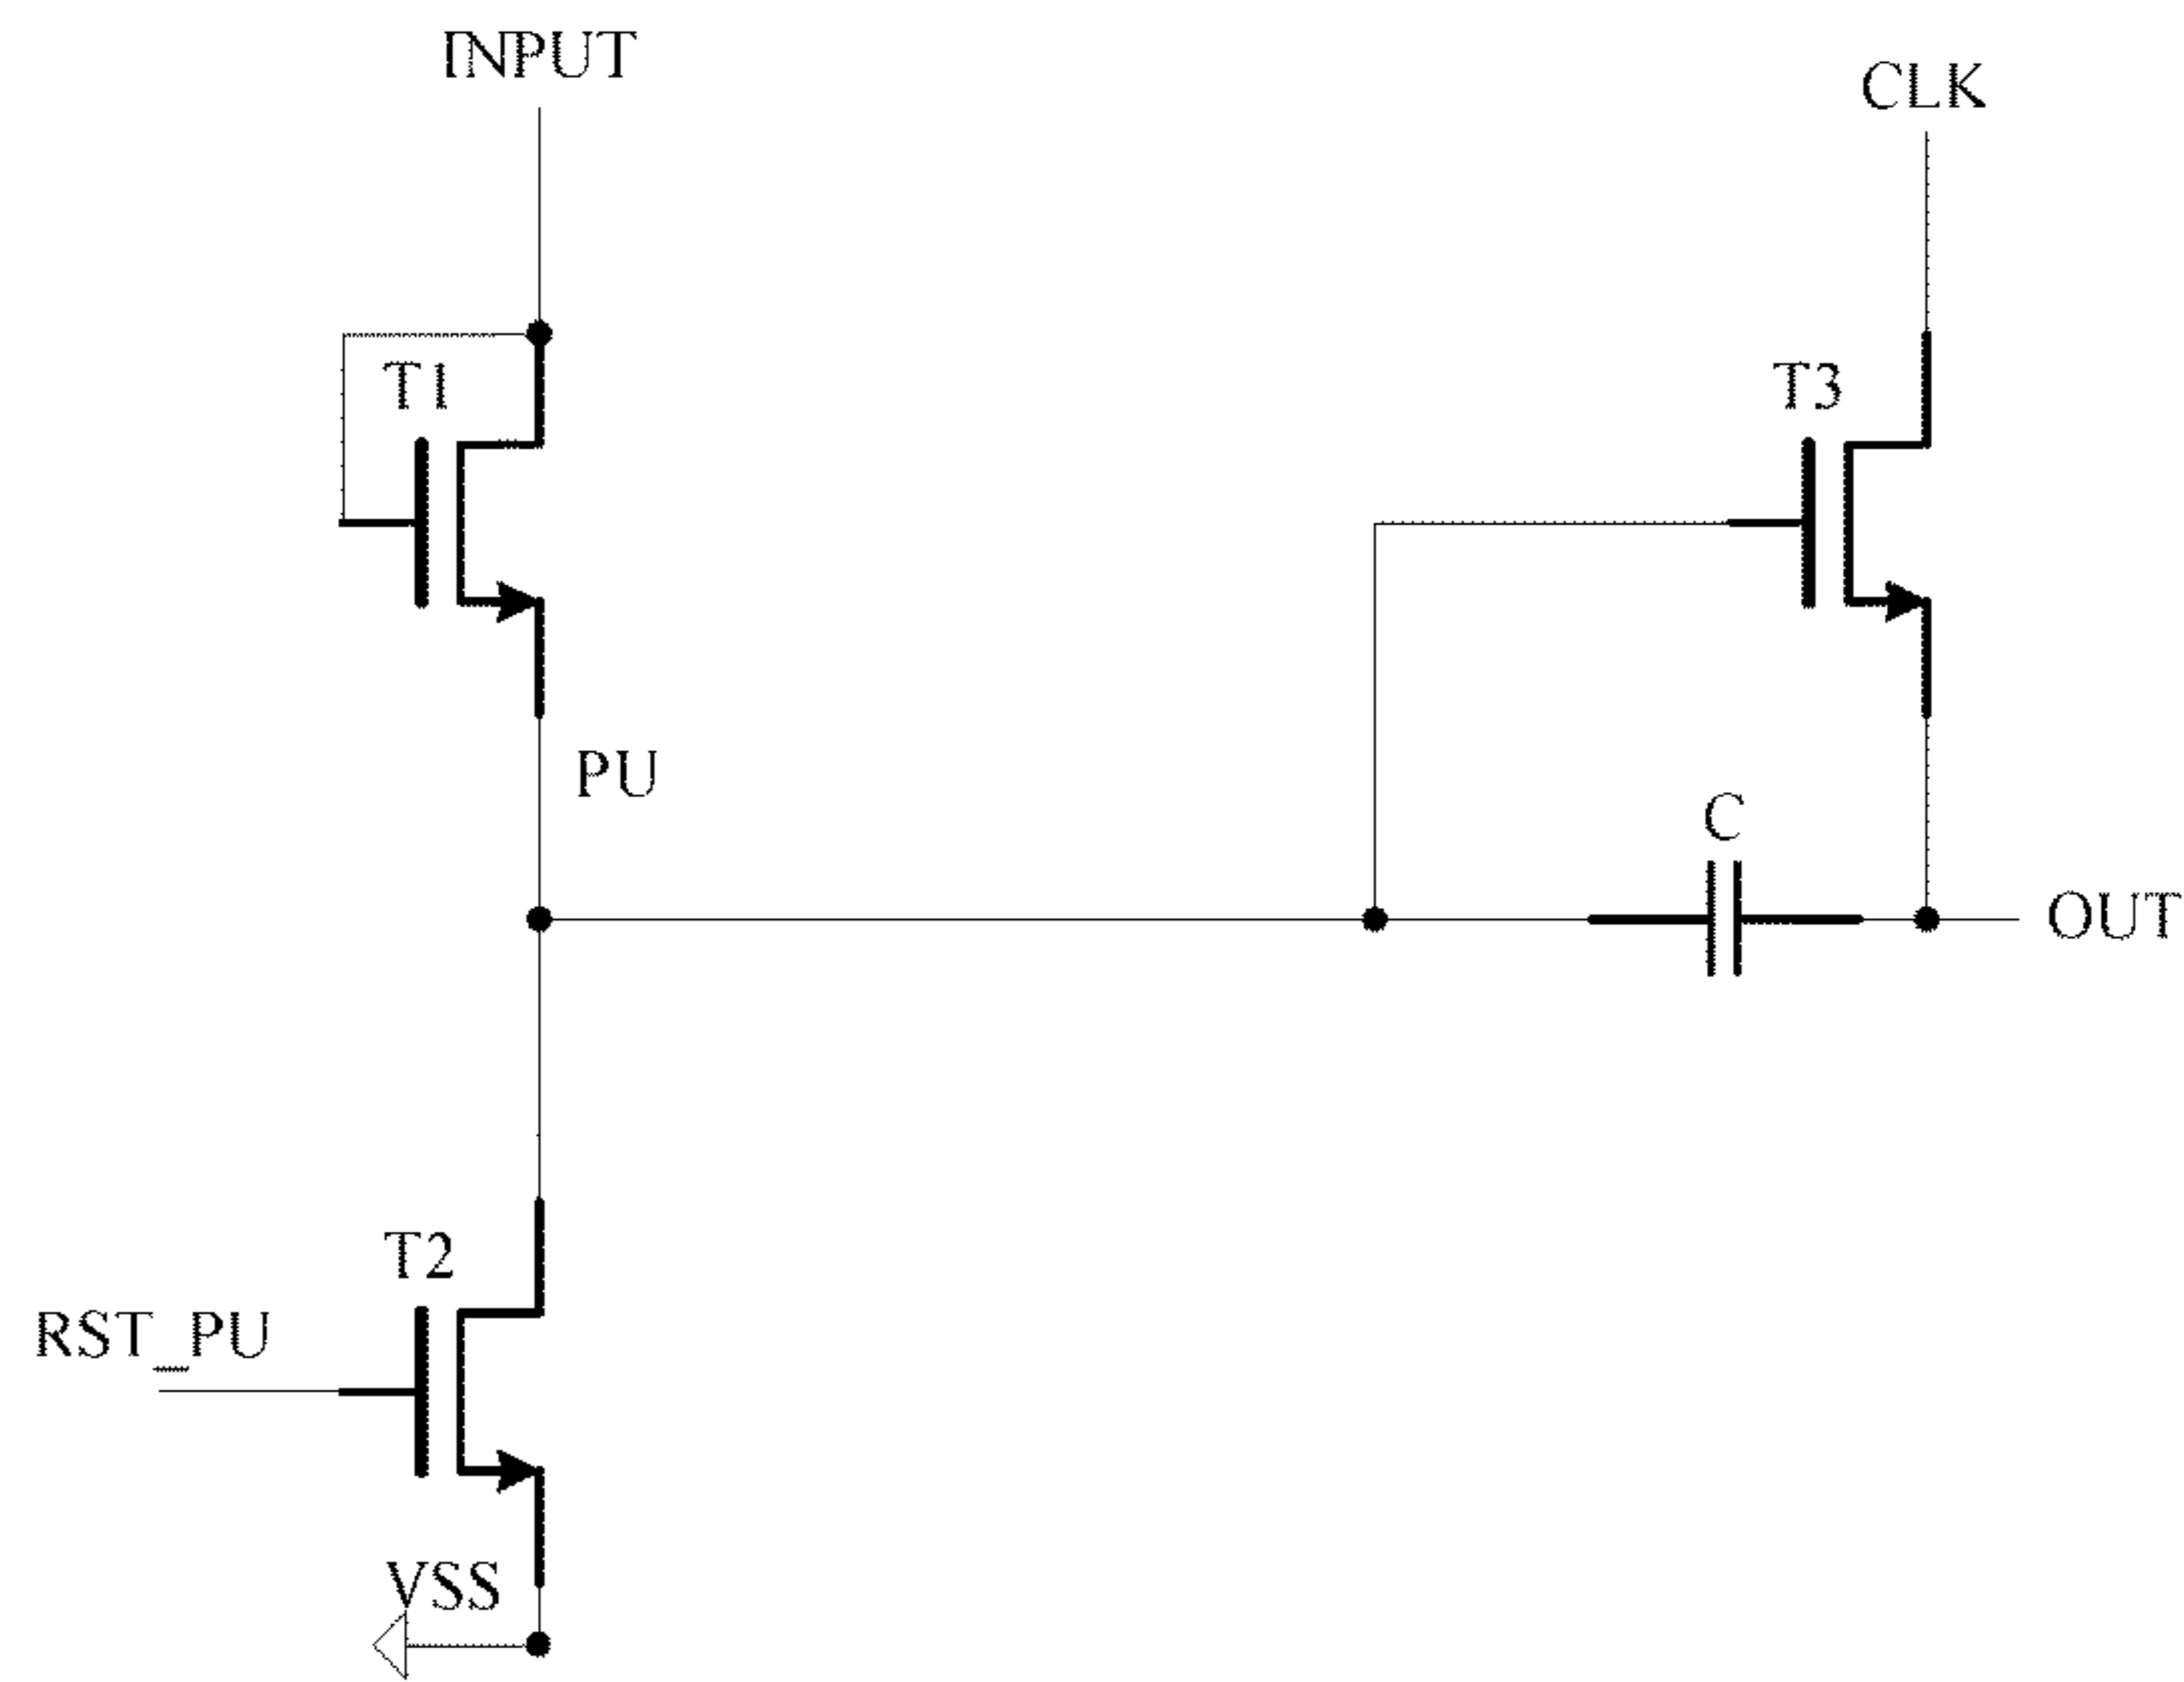 INPUT
CLK
T1
T3
PU
C
OUT
T2
RST_PU
VSS